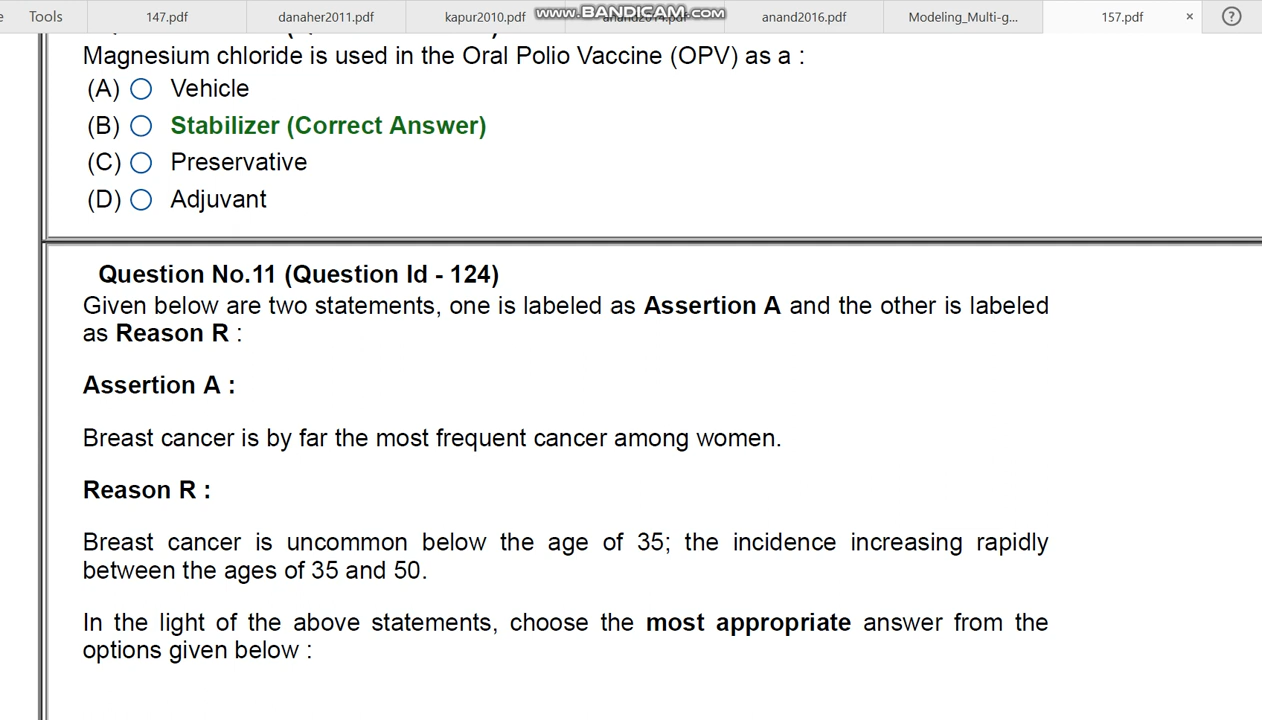 Tools 147.pdf danaher2011.pdf kapur2010.pdf anand2014.pdf anand2016.pdf Modeling_Multi-g... 157.pdf × ?
www.BANDICAM.com
Magnesium chloride is used in the Oral Polio Vaccine (OPV) as a :
(A) Vehicle
(B) Stabilizer (Correct Answer)
(C) Preservative
(D) Adjuvant
Question No.11 (Question Id - 124)
Given below are two statements, one is labeled as Assertion A and the other is labeled
as Reason R :
Assertion A :
Breast cancer is by far the most frequent cancer among women.
Reason R :
Breast cancer is uncommon below the age of 35; the incidence increasing rapidly
between the ages of 35 and 50.
In the light of the above statements, choose the most appropriate answer from the
options given below :